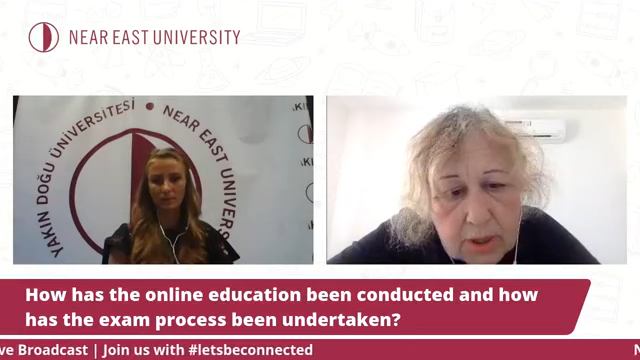 NEAR EAST UNIVERSITY
YAKIN DOĞU ÜNİVERSİTESİ • NEAR EAST UNIVERS
How has the online education been conducted and how
has the exam process been undertaken?
ve Broadcast | Join us with #letsbeconnected